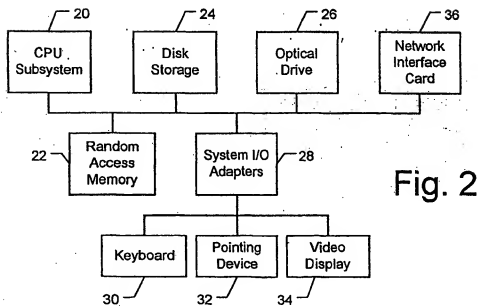 20
24
26
36
CPU
Subsystem
Disk
Storage
Optical
Drive
Network
Interface
Card
22
Random
Access
Memory
System I/O
Adapters
28
Fig. 2
Keyboard
Pointing
Device
Video
Display
30
32
34